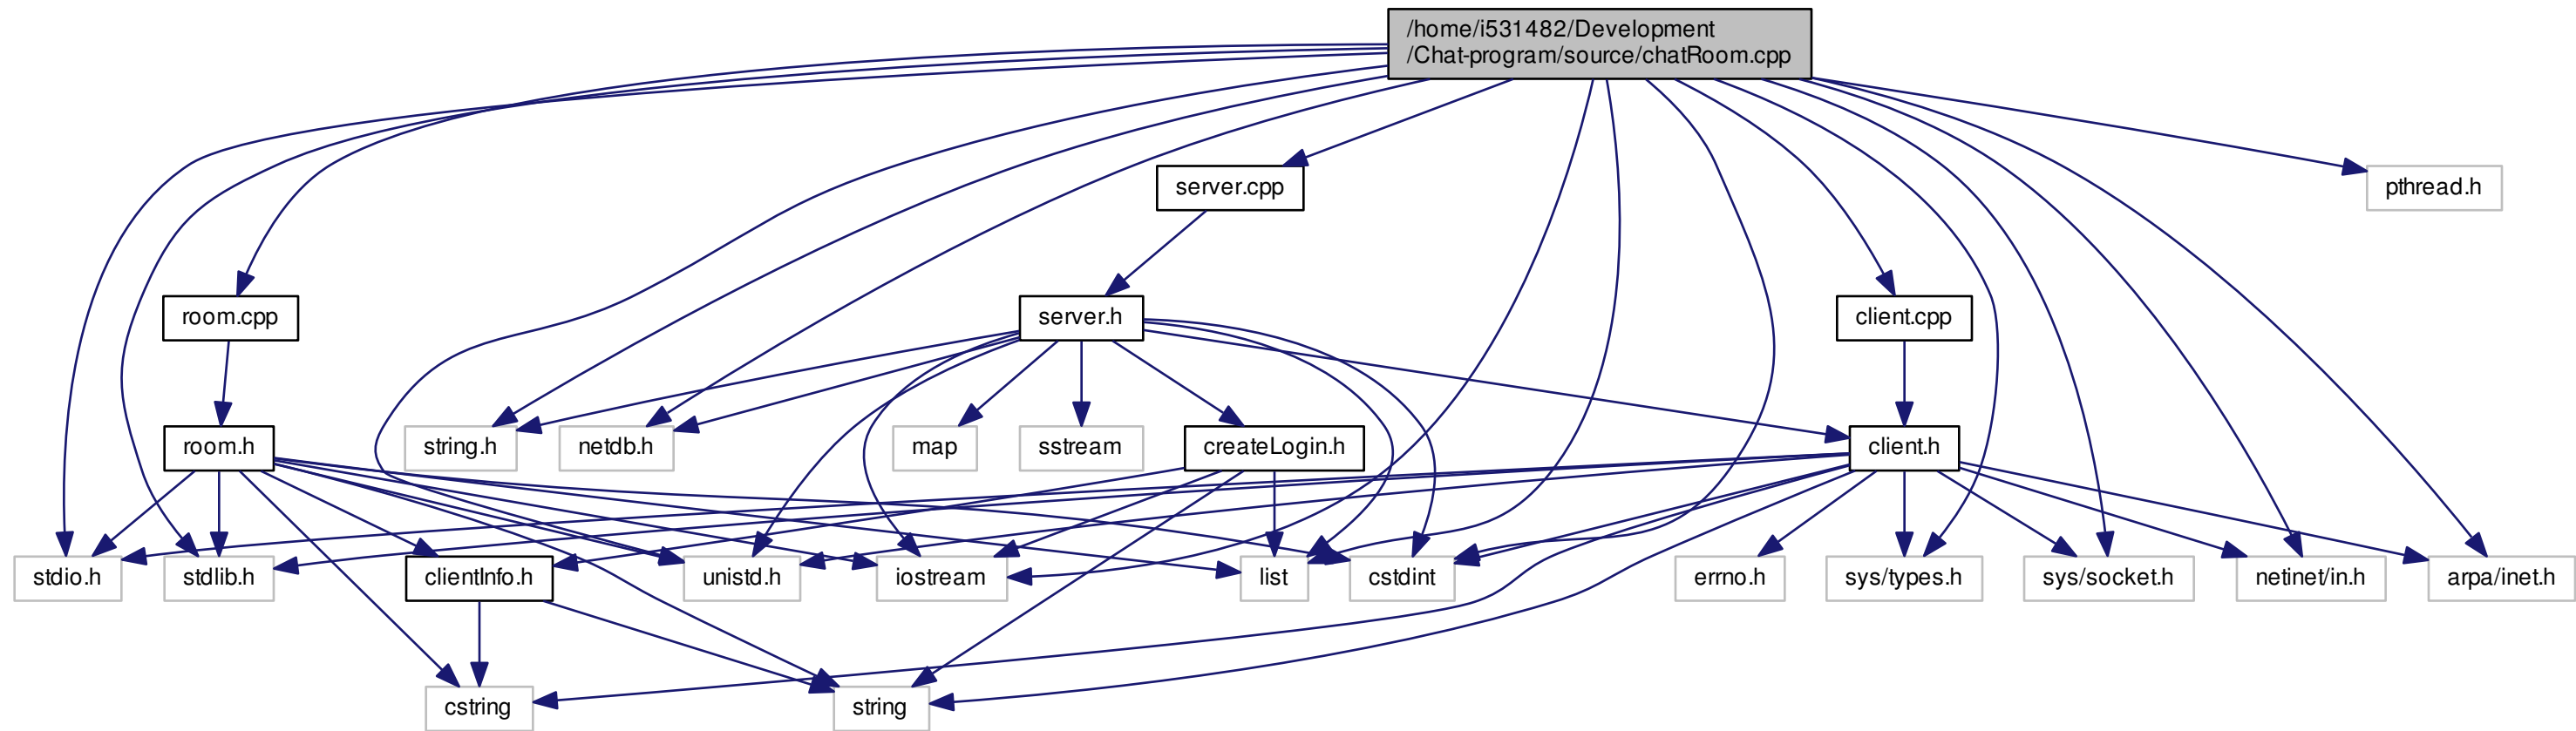 /home/i531482/Development
/Chat-program/source/chatRoom.cpp
server.cpp
pthread.h
room.cpp
server.h
client.cpp
room.h
string.h
netdb.h
map
sstream
createLogin.h
client.h
stdio.h
stdlib.h
clientInfo.h
unistd.h
iostream
list
cstdint
errno.h
sys/types.h
sys/socket.h
netinet/in.h
arpa/inet.h
cstring
string